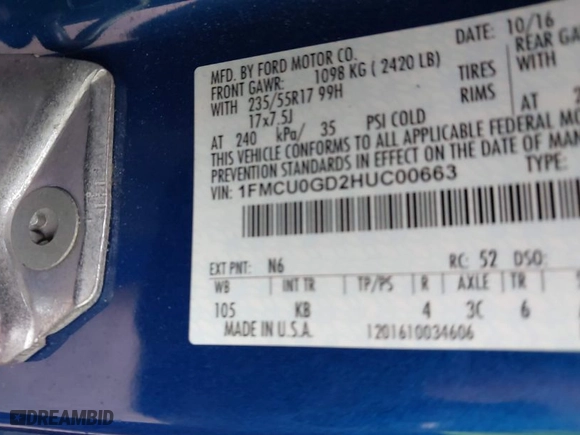 MFD. BY FORD MOTOR CO.
DATE: 10/16
FRONT GAWR: 1098 KG ( 2420 LB)
REAR GA
WITH 235/55R17 99H TIRES
WITH
17x7.5J RIMS
AT 240 kPa/ 35 PSI COLD
AT 2
THIS VEHICLE CONFORMS TO ALL APPLICABLE FEDERAL MO
PREVENTION STANDARDS IN EFFECT ON THE DATE OF MAN
VIN: 1FMCU0GD2HUC00663
TYPE:
EXT PNT: N6 RC: 52 DSO:
WB INT TR TP/PS R AXLE TR
105 KB 4 3C 6
MADE IN U.S.A. 1201610034606
DREAMBID